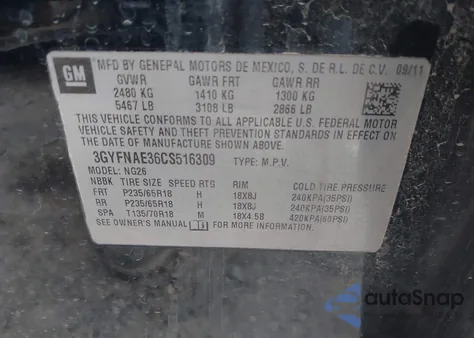 GM
MFD BY GENERAL MOTORS DE MEXICO, S. DE R.L. DE C.V. 09/11
GVWR GAWR FRT GAWR RR
2480 KG 1410 KG 1300 KG
5467 LB 3108 LB 2866 LB
THIS VEHICLE CONFORMS TO ALL APPLICABLE U.S. FEDERAL MOTOR
VEHICLE SAFETY, BUMPER, AND THEFT PREVENTION STANDARDS IN EFFECT ON
THE DATE OF MANUFACTURE SHOWN ABOVE.
3GYFNAE36CS516309 TYPE: M.P.V.
MODEL: NG26
NBBK TIRE SIZE SPEED RTG RIM COLD TIRE PRESSURE
FRT P235/65R18 H 18X8J 240KPA(35PSI)
RR P235/65R18 H 18X8J 240KPA(35PSI)
SPA T135/70R18 M 18X4.5B 420KPA(60PSI)
SEE OWNER'S MANUAL FOR MORE INFORMATION
autoSnap